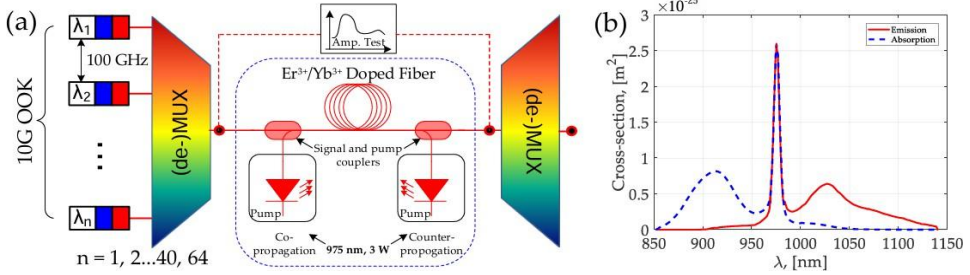 (a)
10G OOK
λ1
100 GHz
λ2
...
λn
n = 1, 2...40, 64
(de-)MUX
Amp. Test
Er3+/Yb3+ Doped Fiber
Signal and pump
couplers
Pump
Pump
Co-
propagation
975 nm, 3 W
Counter-
propagation
(de-)MUX
(b)
×10-25
Cross-section, [m2]
3
2.5
2
1.5
1
0.5
0
850
900
950
1000
1050
1100
1150
λ, [nm]
Emission
Absorption